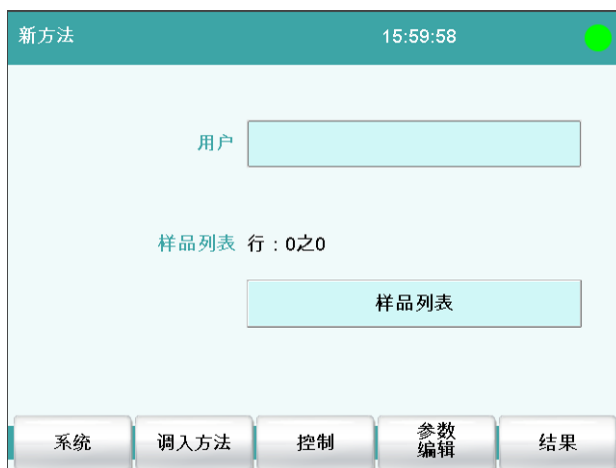 新方法 15:59:58
用户
样品列表 行：0之0
样品列表
系统 调入方法 控制 参数编辑 结果